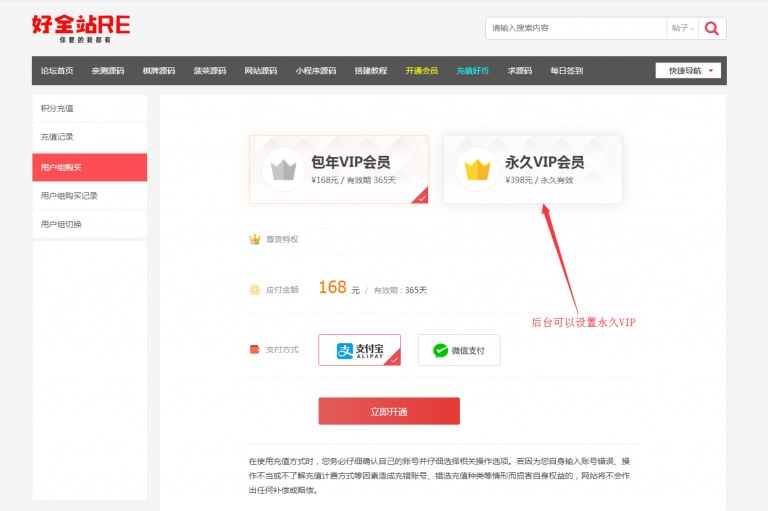 好全站RE
你要的我都有
请输入搜索内容
帖子
论坛首页 亲测源码 棋牌源码 菠菜源码 网站源码 小程序源码 搭建教程 开通会员 充值好币 求源码 每日签到 快捷导航
积分充值
充值记录
用户组购买
用户组购买记录
用户组切换
包年VIP会员
¥168元 / 有效期 365天
永久VIP会员
¥398元 / 永久有效
尊贵特权
应付金额 168 元 / 有效期 : 365天
后台可以设置永久VIP
支付方式 支付宝 ALIPAY 微信支付
立即开通
在使用充值方式时，您务必仔细确认自己的账号并仔细选择相关操作选项。若因为您自身输入账号错误、操
作不当或不了解充值计费方式等因素造成充错账号、错选充值种类等情形而损害自身权益的，网站将不会作
出任何补偿或赔偿。